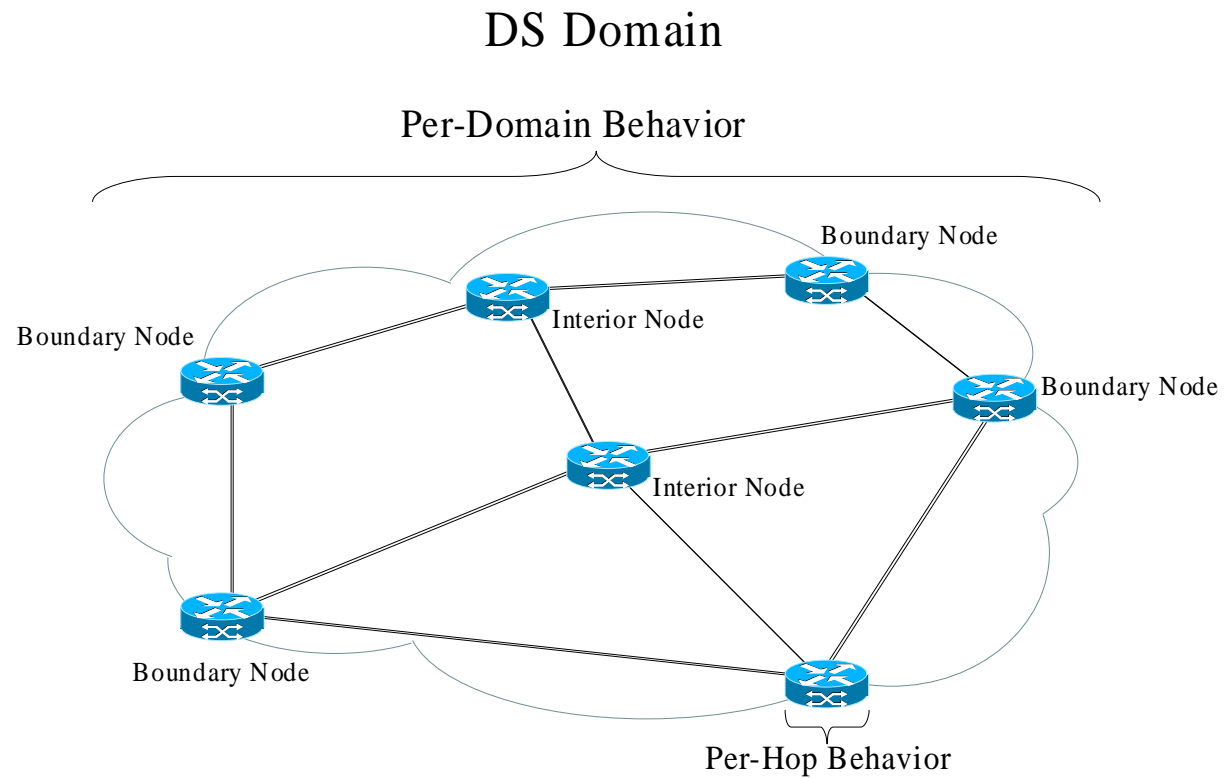 DS Domain
Per-Domain Behavior
Boundary Node
Interior Node
Boundary Node
Boundary Node
Interior Node
Boundary Node
Per-Hop Behavior